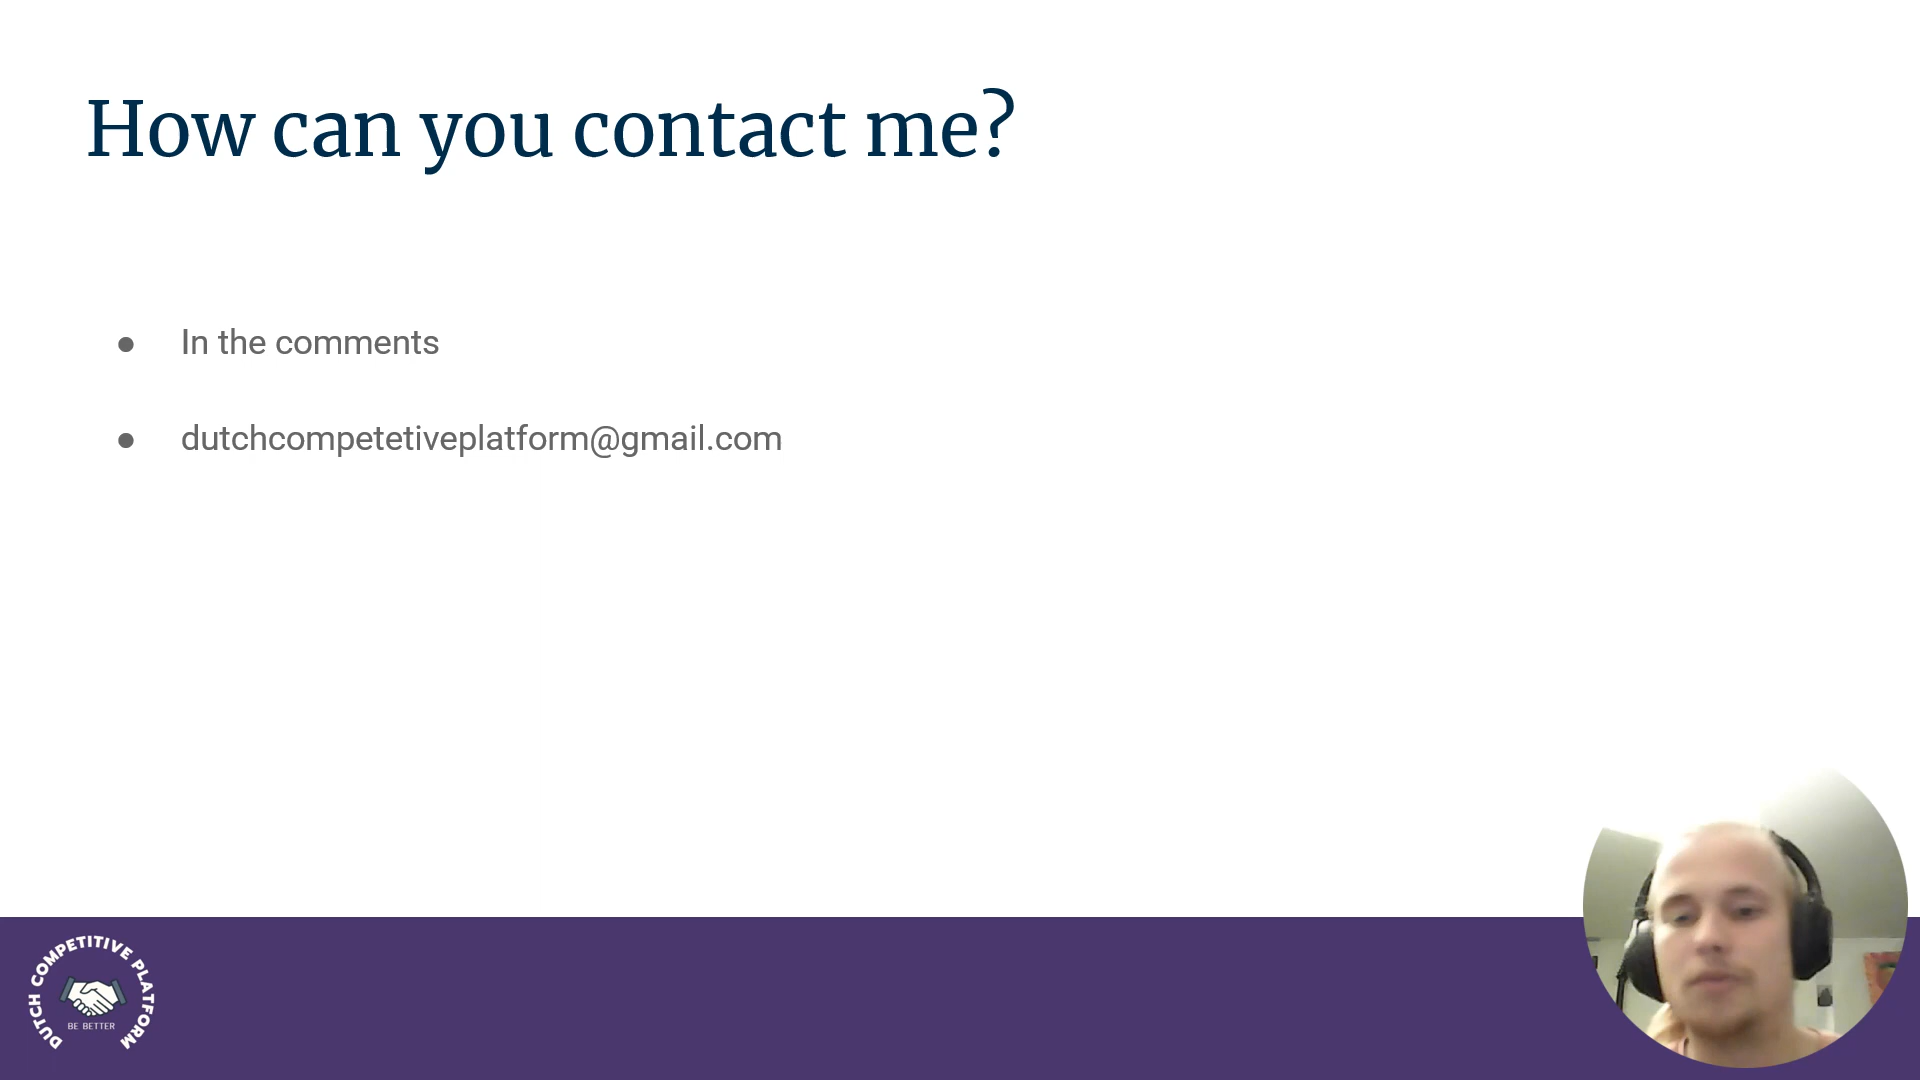 How can you contact me?
● In the comments
● dutchcompetetiveplatform@gmail.com
DUTCH COMPETITIVE PLATFORM
BE BETTER